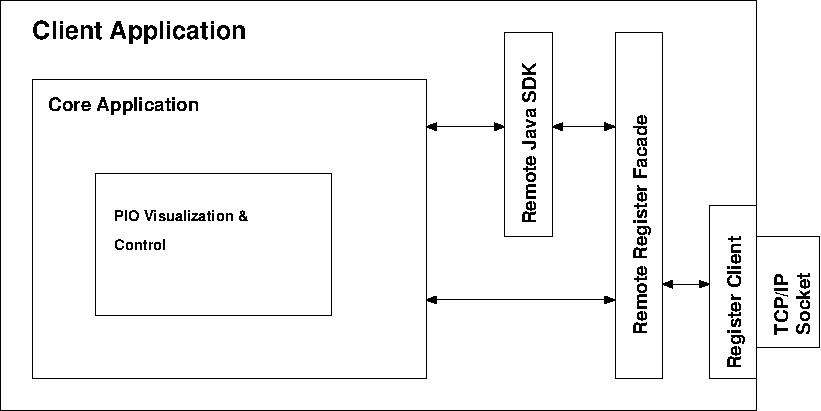 Client Application
Core Application
PIO Visualization &
Control
Remote Java SDK
Remote Register Facade
Register Client
TCP/IP
Socket